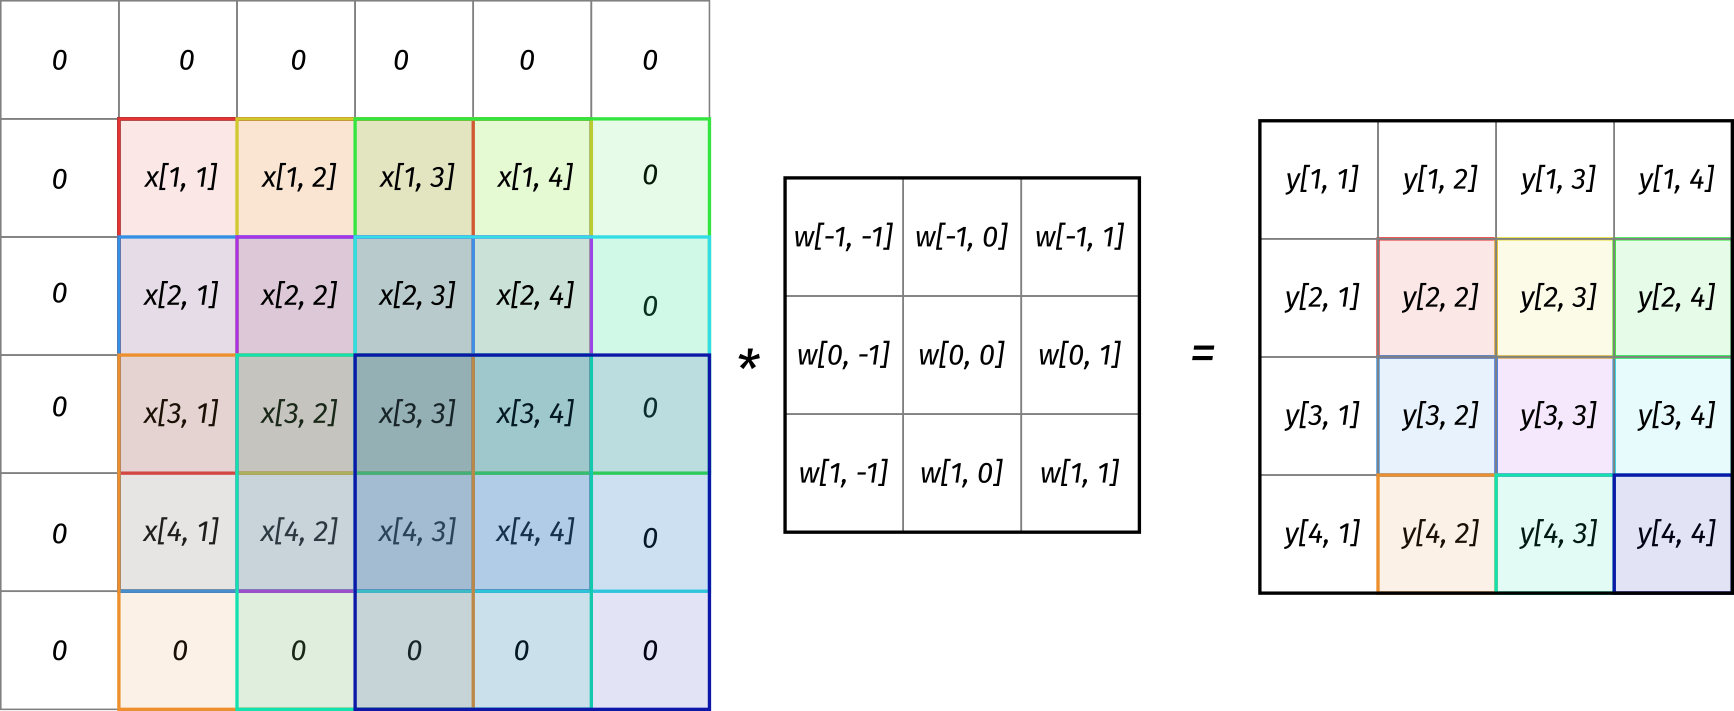 0 0 0 0 0 0
0 x[1, 1] x[1, 2] x[1, 3] x[1, 4] 0
0 x[2, 1] x[2, 2] x[2, 3] x[2, 4] 0
0 x[3, 1] x[3, 2] x[3, 3] x[3, 4] 0
0 x[4, 1] x[4, 2] x[4, 3] x[4, 4] 0
0 0 0 0 0 0
*
w[-1, -1] w[-1, 0] w[-1, 1]
w[0, -1] w[0, 0] w[0, 1]
w[1, -1] w[1, 0] w[1, 1]
=
y[1, 1] y[1, 2] y[1, 3] y[1, 4]
y[2, 1] y[2, 2] y[2, 3] y[2, 4]
y[3, 1] y[3, 2] y[3, 3] y[3, 4]
y[4, 1] y[4, 2] y[4, 3] y[4, 4]